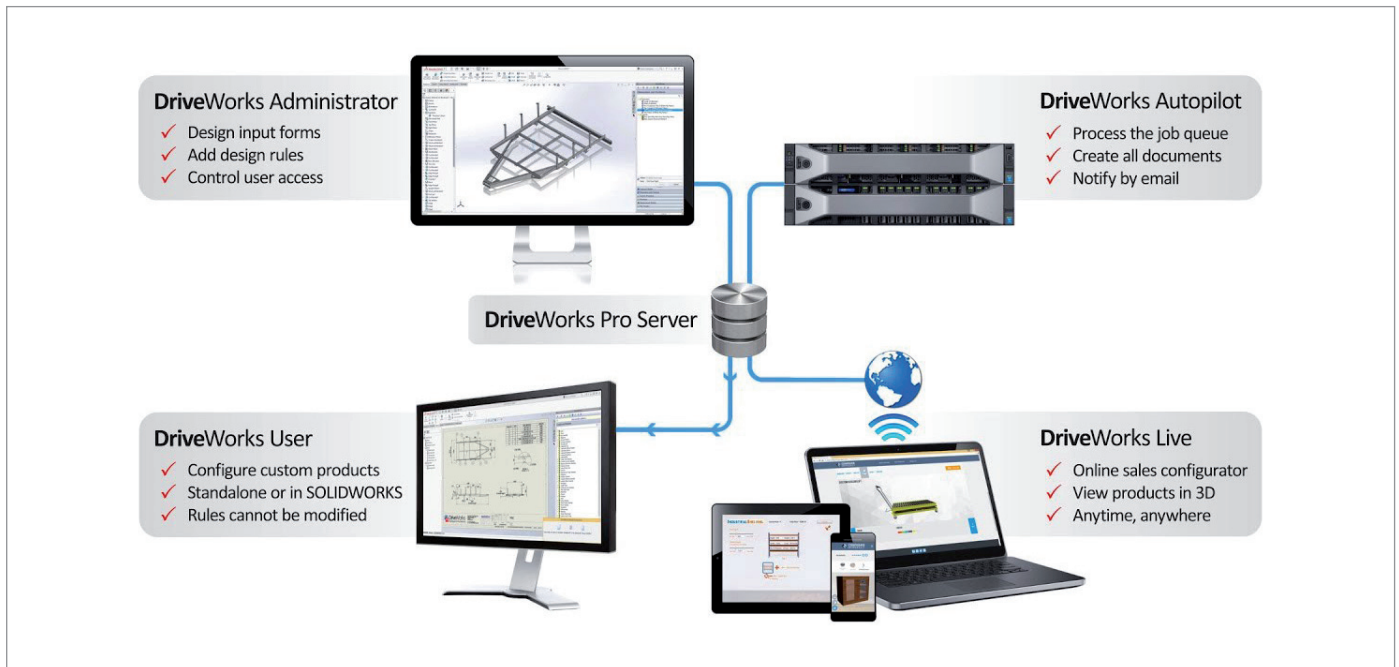 DriveWorks Administrator
✓ Design input forms
✓ Add design rules
✓ Control user access
DriveWorks Autopilot
✓ Process the job queue
✓ Create all documents
✓ Notify by email
DriveWorks Pro Server
DriveWorks User
✓ Configure custom products
✓ Standalone or in SOLIDWORKS
✓ Rules cannot be modified
DriveWorks Live
✓ Online sales configurator
✓ View products in 3D
✓ Anytime, anywhere